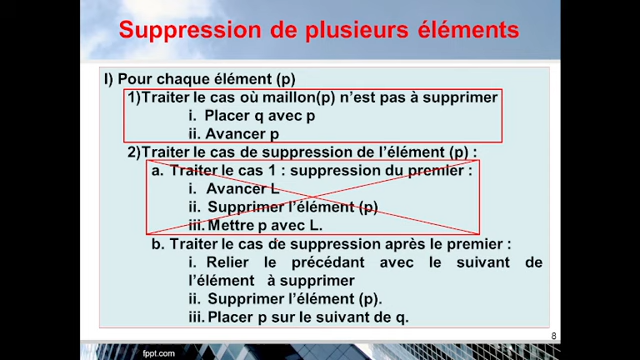 Suppression de plusieurs éléments
I) Pour chaque élément (p)
1)Traiter le cas où maillon(p) n'est pas à supprimer
i. Placer q avec p
ii. Avancer p
2)Traiter le cas de suppression de l'élément (p) :
a. Traiter le cas 1 : suppression du premier :
i. Avancer L
ii. Supprimer l'élément (p)
iii. Mettre p avec L.
b. Traiter le cas de suppression après le premier :
i. Relier le précédant avec le suivant de
l'élément à supprimer
ii. Supprimer l'élément (p).
iii. Placer p sur le suivant de q.
8
fppt.com